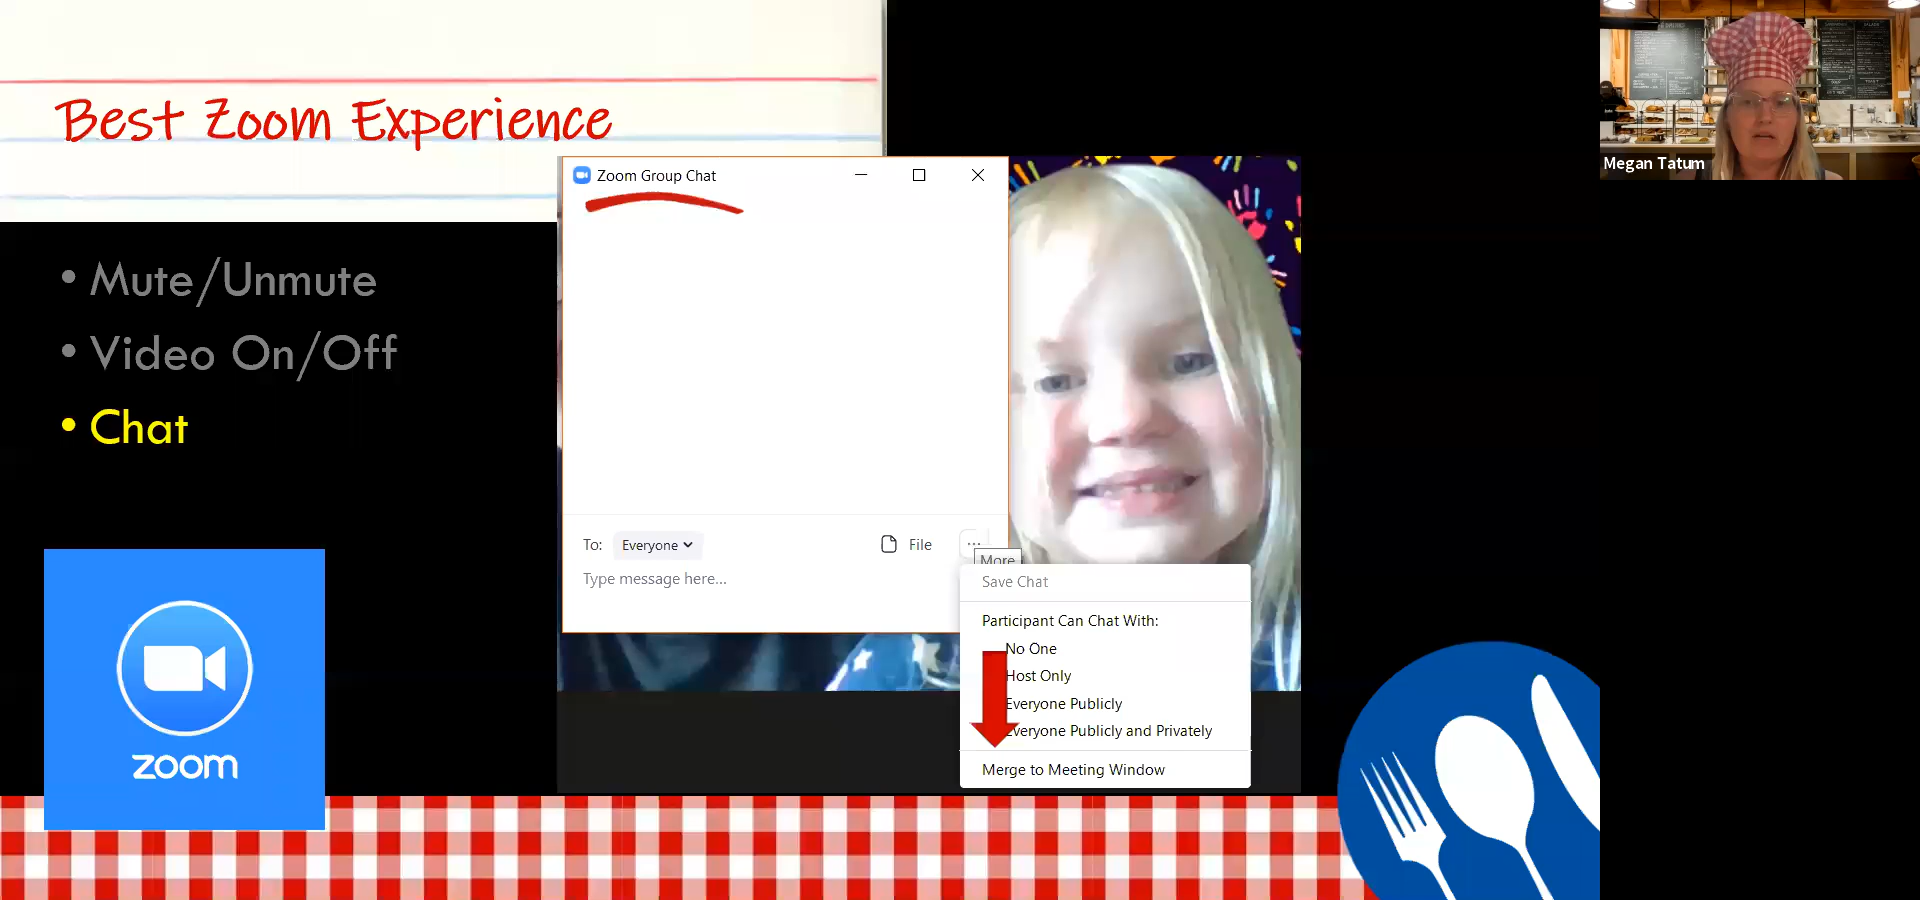 Best Zoom Experience
Megan Tatum
Zoom Group Chat
• Mute/Unmute
• Video On/Off
• Chat
To: Everyone
File
...
More
Type message here...
Save Chat
Participant Can Chat With:
No One
Host Only
Everyone Publicly
Everyone Publicly and Privately
Merge to Meeting Window
zoom